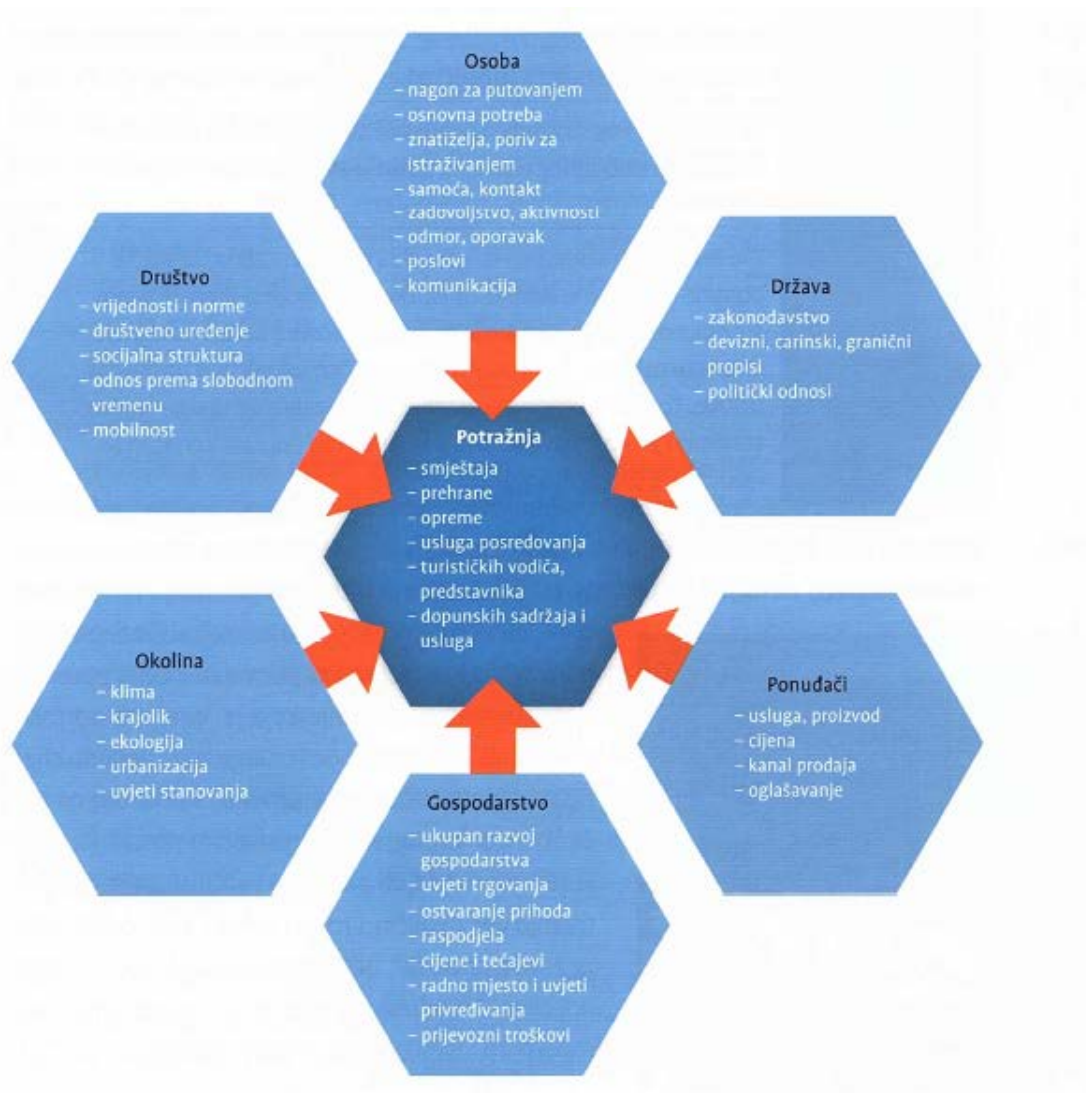 Osoba
– nagon za putovanjem
– osnovna potreba
– znatiželja, poriv za
istraživanjem
– samoća, kontakt
– zadovoljstvo, aktivnosti
– odmor, oporavak
– poslovi
– komunikacija
Društvo
– vrijednosti i norme
– društveno uređenje
– socijalna struktura
– odnos prema slobodnom
vremenu
– mobilnost
Država
– zakonodavstvo
– devizni, carinski, granični
propisi
– politički odnosi
Potražnja
– smještaja
– prehrane
– opreme
– usluga posredovanja
– turističkih vodiča,
predstavnika
– dopunskih sadržaja i
usluga
Okolina
– klima
– krajolik
– ekologija
– urbanizacija
– uvjeti stanovanja
Ponuđači
– usluga, proizvod
– cijena
– kanal prodaja
– oglašavanje
Gospodarstvo
– ukupan razvoj
gospodarstva
– uvjeti trgovanja
– ostvaranje prihoda
– raspodjela
– cijene i tečajevi
– radno mjesto i uvjeti
privređivanja
– prijevozni troškovi